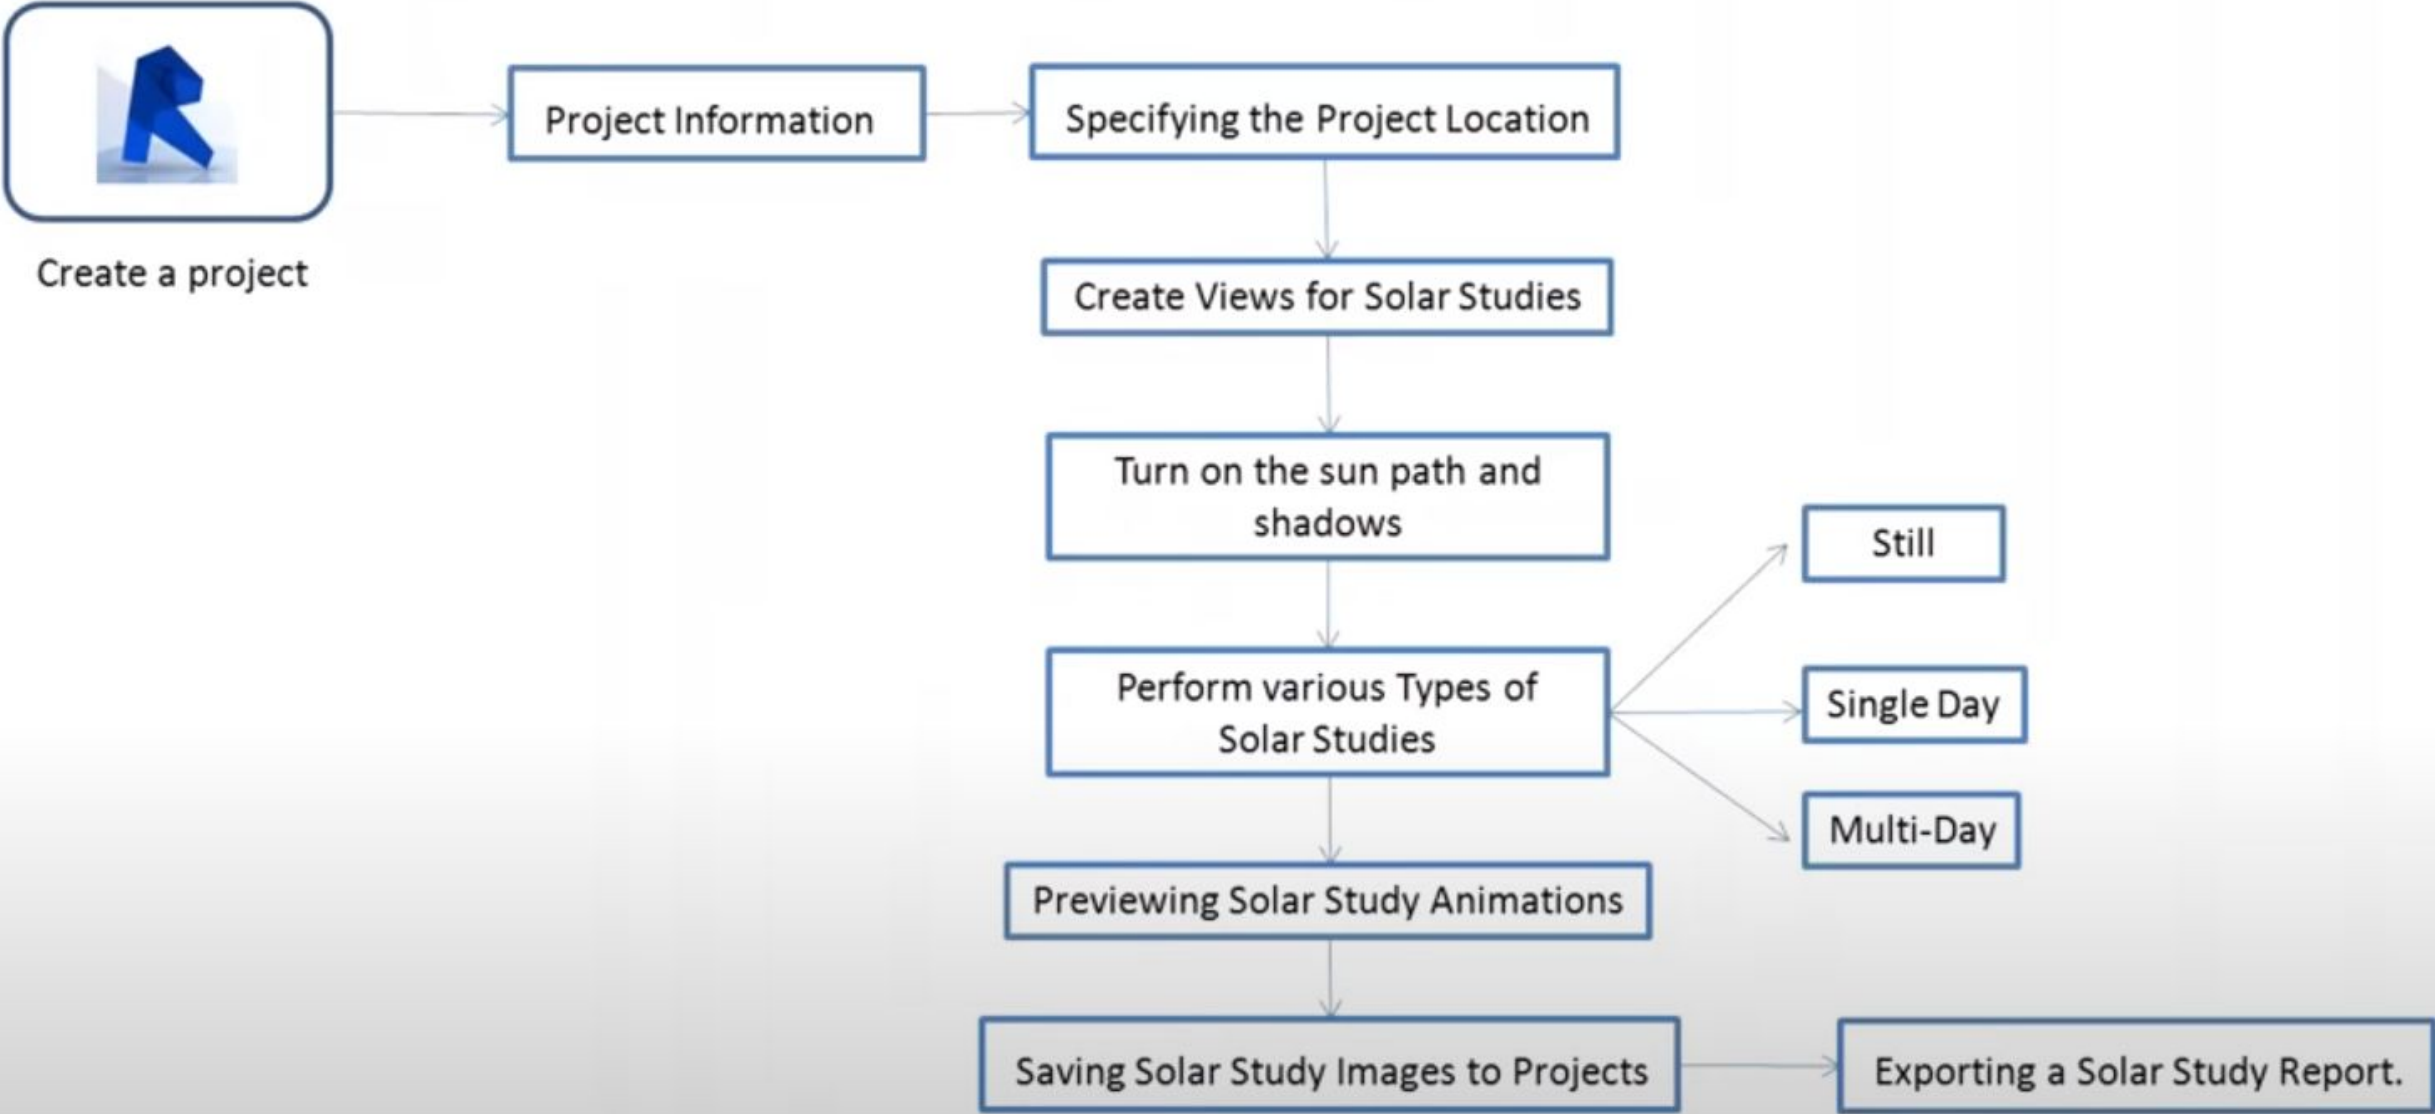 Create a project
Project Information
Specifying the Project Location
Create Views for Solar Studies
Turn on the sun path and
shadows
Perform various Types of
Solar Studies
Still
Single Day
Multi-Day
Previewing Solar Study Animations
Saving Solar Study Images to Projects
Exporting a Solar Study Report.